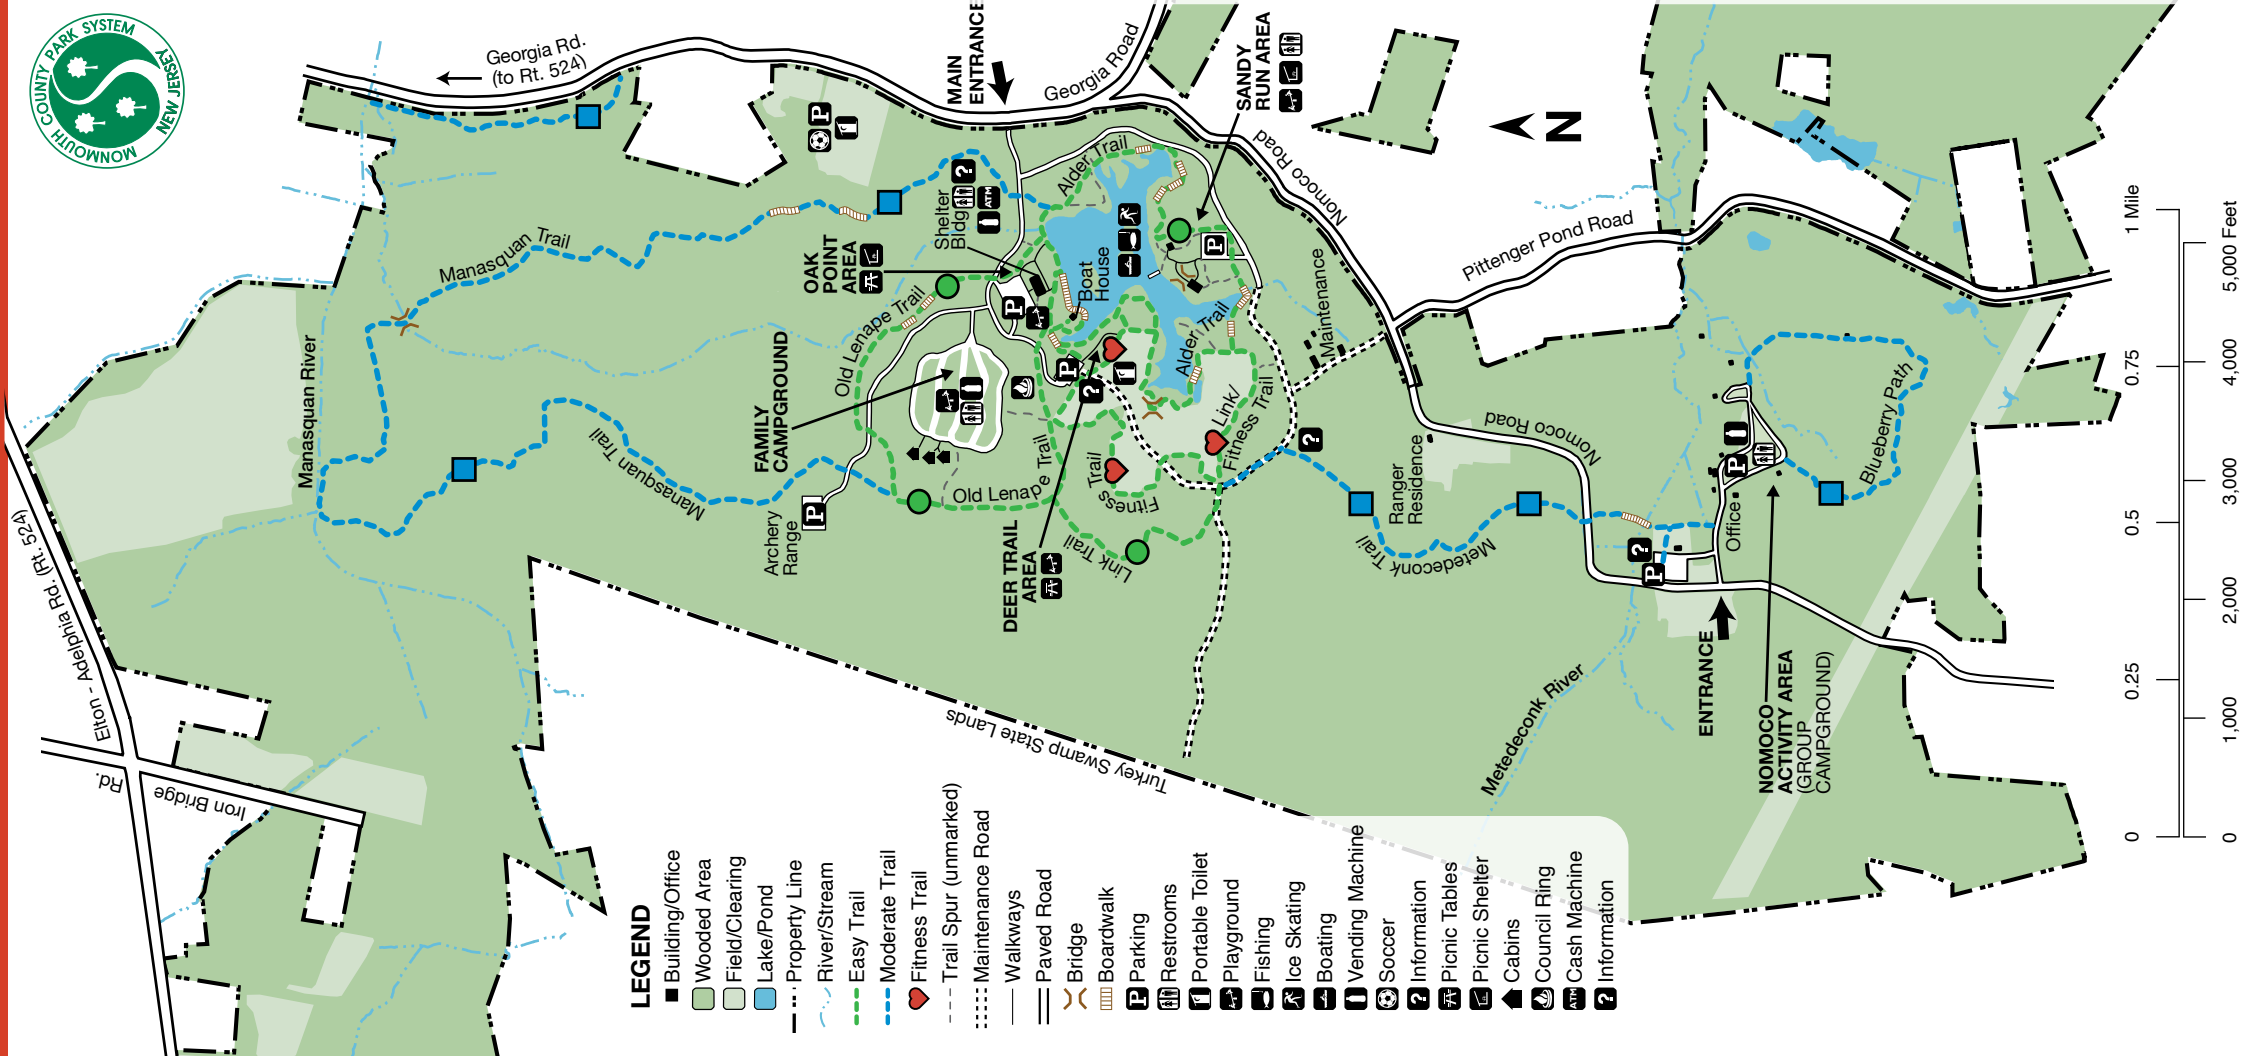 MONMOUTH COUNTY PARK SYSTEM
NEW JERSEY
Georgia Rd.
(to Rt. 524)
MAIN
ENTRANCE
Georgia Road
SANDY
RUN AREA
Nomoco Road
N
Pittenger Pond Road
Manasquan Trail
Manasquan River
Manasquan Trail
Elton - Adelphia Rd. (Rt. 524)
Iron Bridge
Rd.
Shelter
Bldg.
ATM
OAK
POINT
AREA
Old Lenape Trail
FAMILY
CAMPGROUND
Alder Trail
Boat
House
P
P
P
P
?
?
Alder Trail
Maintenance
Link/
Fitness Trail
Fitness
Trail
Link Trail
Old Lenape Trail
Archery
Range
P
DEER TRAIL
AREA
?
Ranger
Residence
Metedeconk Trail
Nomoco Road
Office
P
?
P
Blueberry Path
ENTRANCE
NOMOCO
ACTIVITY AREA
(GROUP
CAMPGROUND)
Metedeconk River
Turkey Swamp State Lands
LEGEND
Building/Office
Wooded Area
Field/Clearing
Lake/Pond
Property Line
River/Stream
Easy Trail
Moderate Trail
Fitness Trail
Trail Spur (unmarked)
Maintenance Road
Walkways
Paved Road
Bridge
Boardwalk
P Parking
Restrooms
Portable Toilet
Playground
Fishing
Ice Skating
Boating
Vending Machine
Soccer
? Information
Picnic Tables
Picnic Shelter
Cabins
Council Ring
ATM Cash Machine
? Information
0 0.25 0.5 0.75 1 Mile
0 1,000 2,000 3,000 4,000 5,000 Feet